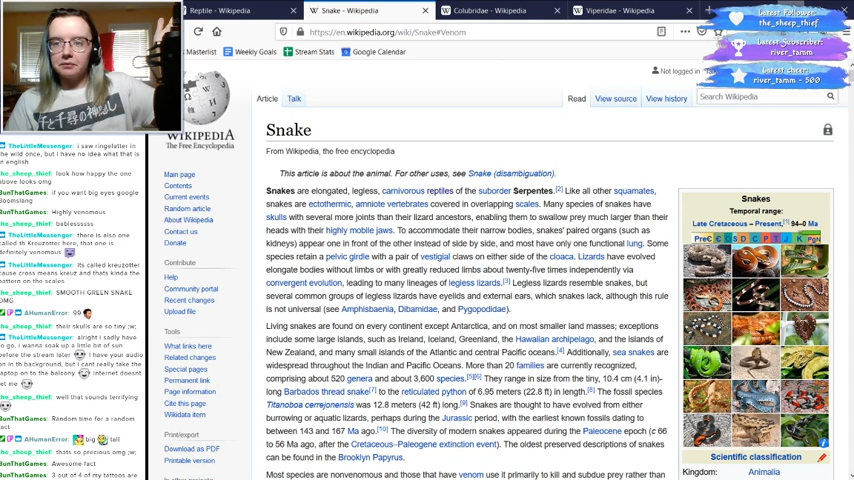 Reptile - Wikipedia
Snake - Wikipedia
Colubridae - Wikipedia
Viperidae - Wikipedia
https://en.wikipedia.org/wiki/Snake#Venom
Masterlist
Weekly Goals
Stream Stats
Google Calendar
Latest Follower:
the_sheep_thief
Latest Subscriber:
river_tamm
Latest cheer:
river_tamm - 500
Not logged in
WIKIPEDIA
The Free Encyclopedia
Article
Talk
Read
View source
View history
Search Wikipedia
Main page
Contents
Current events
Random article
About Wikipedia
Contact us
Donate
Contribute
Help
Community portal
Recent changes
Upload file
Tools
What links here
Related changes
Special pages
Permanent link
Page information
Cite this page
Wikidata item
Print/export
Download as PDF
Printable version
Snake
From Wikipedia, the free encyclopedia
This article is about the animal. For other uses, see Snake (disambiguation).
Snakes are elongated, legless, carnivorous reptiles of the suborder Serpentes.[2] Like all other squamates,
snakes are ectothermic, amniote vertebrates covered in overlapping scales. Many species of snakes have
skulls with several more joints than their lizard ancestors, enabling them to swallow prey much larger than their
heads with their highly mobile jaws. To accommodate their narrow bodies, snakes' paired organs (such as
kidneys) appear one in front of the other instead of side by side, and most have only one functional lung. Some
species retain a pelvic girdle with a pair of vestigial claws on either side of the cloaca. Lizards have evolved
elongate bodies without limbs or with greatly reduced limbs about twenty-five times independently via
convergent evolution, leading to many lineages of legless lizards.[3] Legless lizards resemble snakes, but
several common groups of legless lizards have eyelids and external ears, which snakes lack, although this rule
is not universal (see Amphisbaenia, Dibamidae, and Pygopodidae).
Living snakes are found on every continent except Antarctica, and on most smaller land masses; exceptions
include some large islands, such as Ireland, Iceland, Greenland, the Hawaiian archipelago, and the islands of
New Zealand, and many small islands of the Atlantic and central Pacific oceans.[4] Additionally, sea snakes are
widespread throughout the Indian and Pacific Oceans. More than 20 families are currently recognized,
comprising about 520 genera and about 3,600 species.[5][6] They range in size from the tiny, 10.4 cm (4.1 in)-
long Barbados thread snake[7] to the reticulated python of 6.95 meters (22.8 ft) in length.[8] The fossil species
Titanoboa cerrejonensis was 12.8 meters (42 ft) long.[9] Snakes are thought to have evolved from either
burrowing or aquatic lizards, perhaps during the Jurassic period, with the earliest known fossils dating to
between 143 and 167 Ma ago.[10] The diversity of modern snakes appeared during the Paleocene epoch (c 66
to 56 Ma ago, after the Cretaceous–Paleogene extinction event). The oldest preserved descriptions of snakes
can be found in the Brooklyn Papyrus.
Most species are nonvenomous and those that have venom use it primarily to kill and subdue prey rather than
Snakes
Temporal range:
Late Cretaceous – Present,[1] 94–0 Ma
Scientific classification
Kingdom: Animalia
千と千尋の神隠し
TheLittleMessenger: i saw ringelatter in
the wild once, but I have no idea what that is
in english
the_sheep_thief: look how happy the one
above looks omg
BunThatGames: if you want big eyes google
Boomslang
BunThatGames: Highly venomous
the_sheep_thief: babiessssss
TheLittleMessenger: there is also one
called th Kreuzotter here, that one is
definitely venomous
TheLittleMessenger: its called kreuzotter
cause cross means kreuz and thats kinda the
pattern on the scales
the_sheep_thief: SMOOTH GREEN SNAKE
OMG
AHumanError: 99
the_sheep_thief: their skulls are so tiny ;w;
TheLittleMessenger: alright I sadly have
to go, i wanna soak up a little bit of sun
before the stream later
I have your audio
on in th background, but I cant really take the
laptop on to the balcony
internet doesnt
let me
the_sheep_thief: well that sounds terrifying
BunThatGames: Random time for a random
fact
AHumanError: big tall
the_sheep_thief: thats so precious omg ;w;
BunThatGames: Awesome fact
BunThatGames: 3 out of 4 of my tattoos are